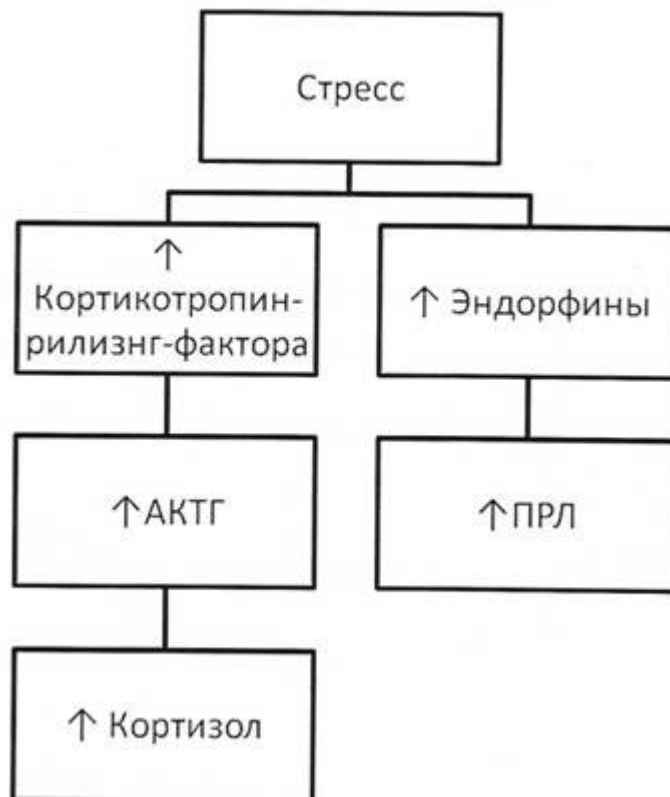 Стресс
↑
Кортикотропин-
рилизнг-фактора
↑ Эндорфины
↑АКТГ
↑ПРЛ
↑ Кортизол